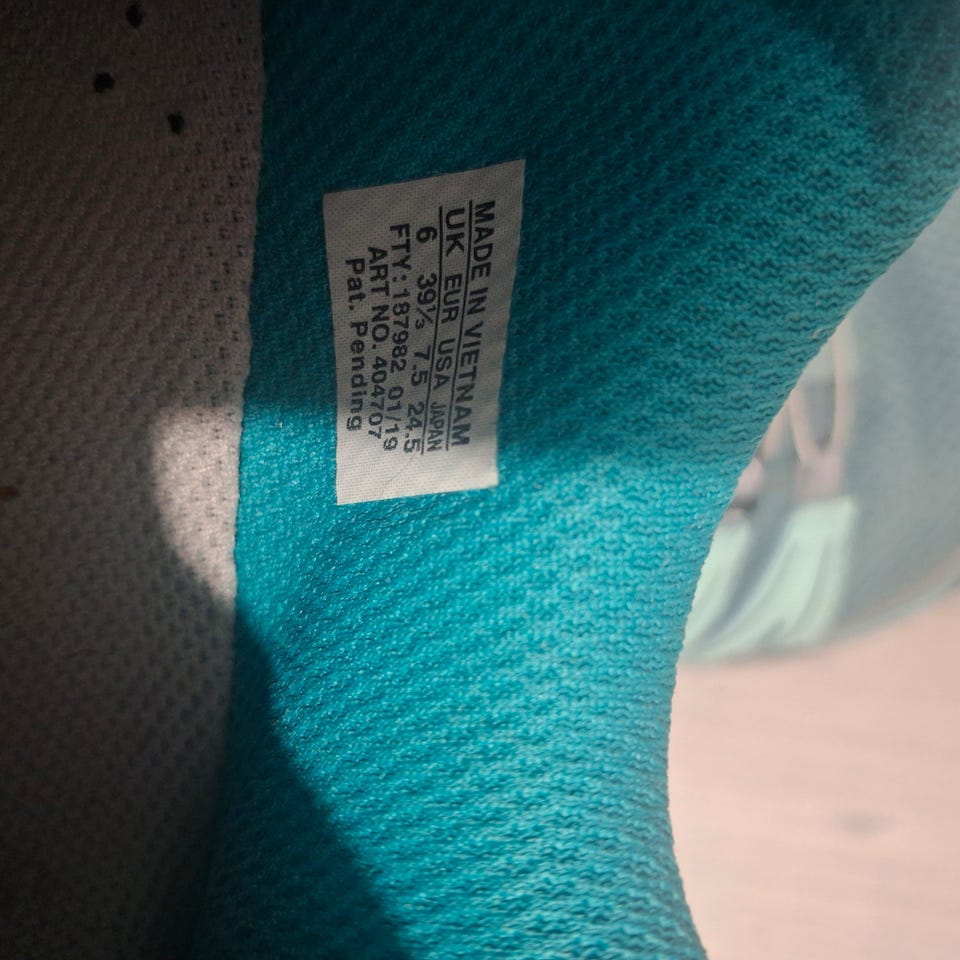 MADE IN VIETNAM
UK EUR USA JAPAN
6 39⅓ 7.5 24.5
FTY: 187982 01/19
ART NO. 404707
Pat. Pending